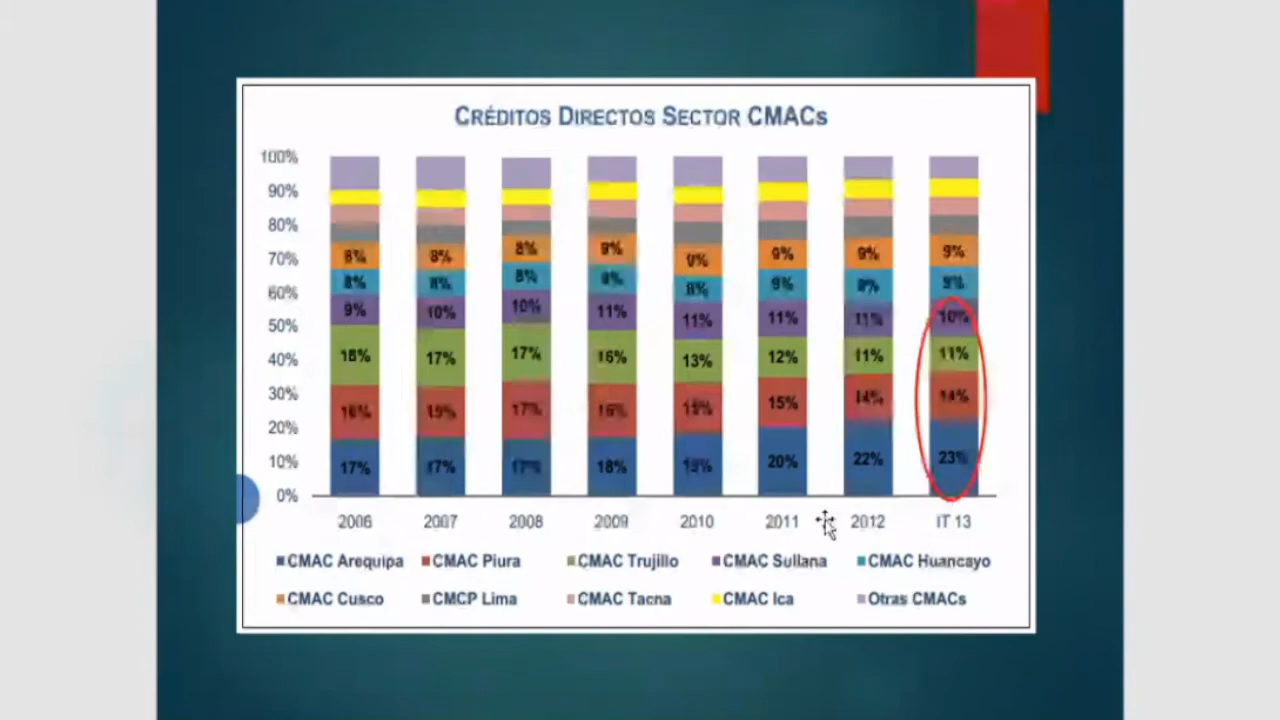 CRÉDITOS DIRECTOS SECTOR CMACS
100%
90%
80%
70%
60%
50%
40%
30%
20%
10%
0%
8% 8% 8% 9% 9% 9% 9% 9%
8% 8% 8% 8% 8% 9% 9%
9% 10% 10% 11% 11% 11% 11% 10%
18% 17% 17% 16% 13% 12% 11% 11%
16% 17% 16% 15% 15% 14% 14%
17% 17% 17% 18% 20% 22% 23%
2006 2007 2008 2009 2010 2011 2012 IT 13
CMAC Arequipa CMAC Piura CMAC Trujillo CMAC Sullana CMAC Huancayo
CMAC Cusco CMCP Lima CMAC Tacna CMAC Ica Otras CMACs